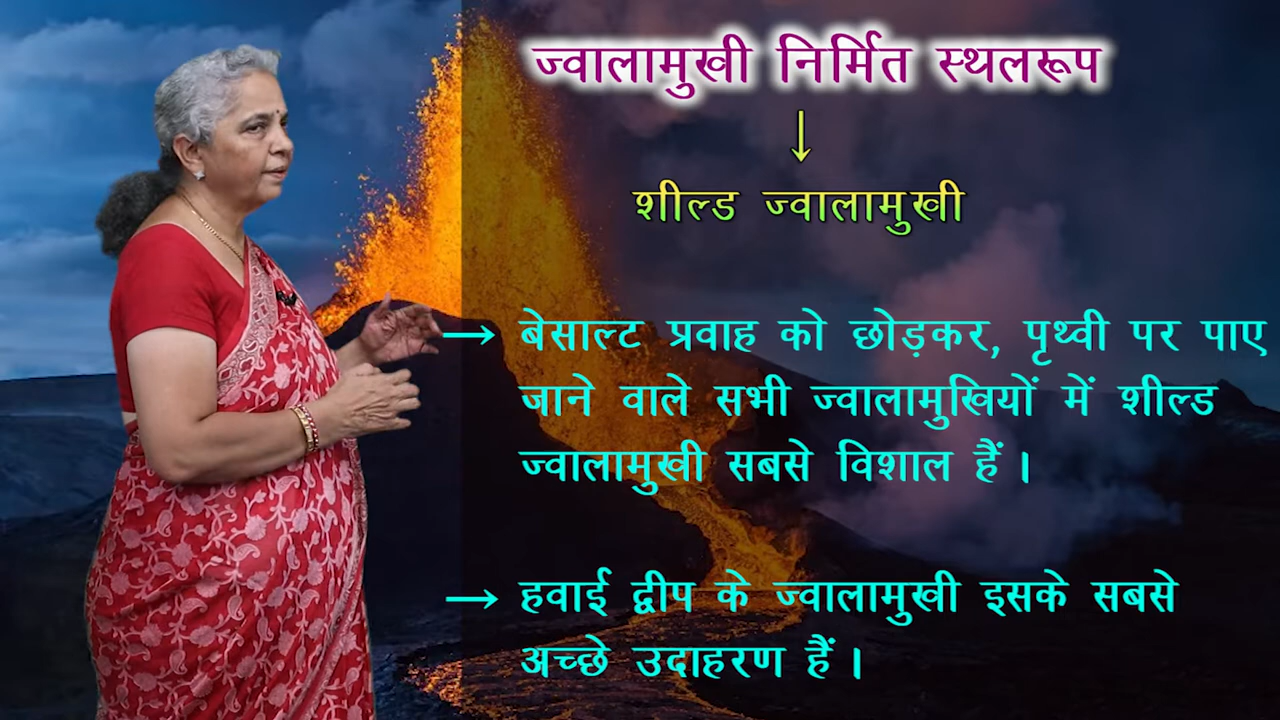 ज्वालामुखी निर्मित स्थलरूप
↓
शील्ड ज्वालामुखी
→ बेसाल्ट प्रवाह को छोड़कर, पृथ्वी पर पाए
जाने वाले सभी ज्वालामुखियों में शील्ड
ज्वालामुखी सबसे विशाल हैं।
→ हवाई द्वीप के ज्वालामुखी इसके सबसे
अच्छे उदाहरण हैं।